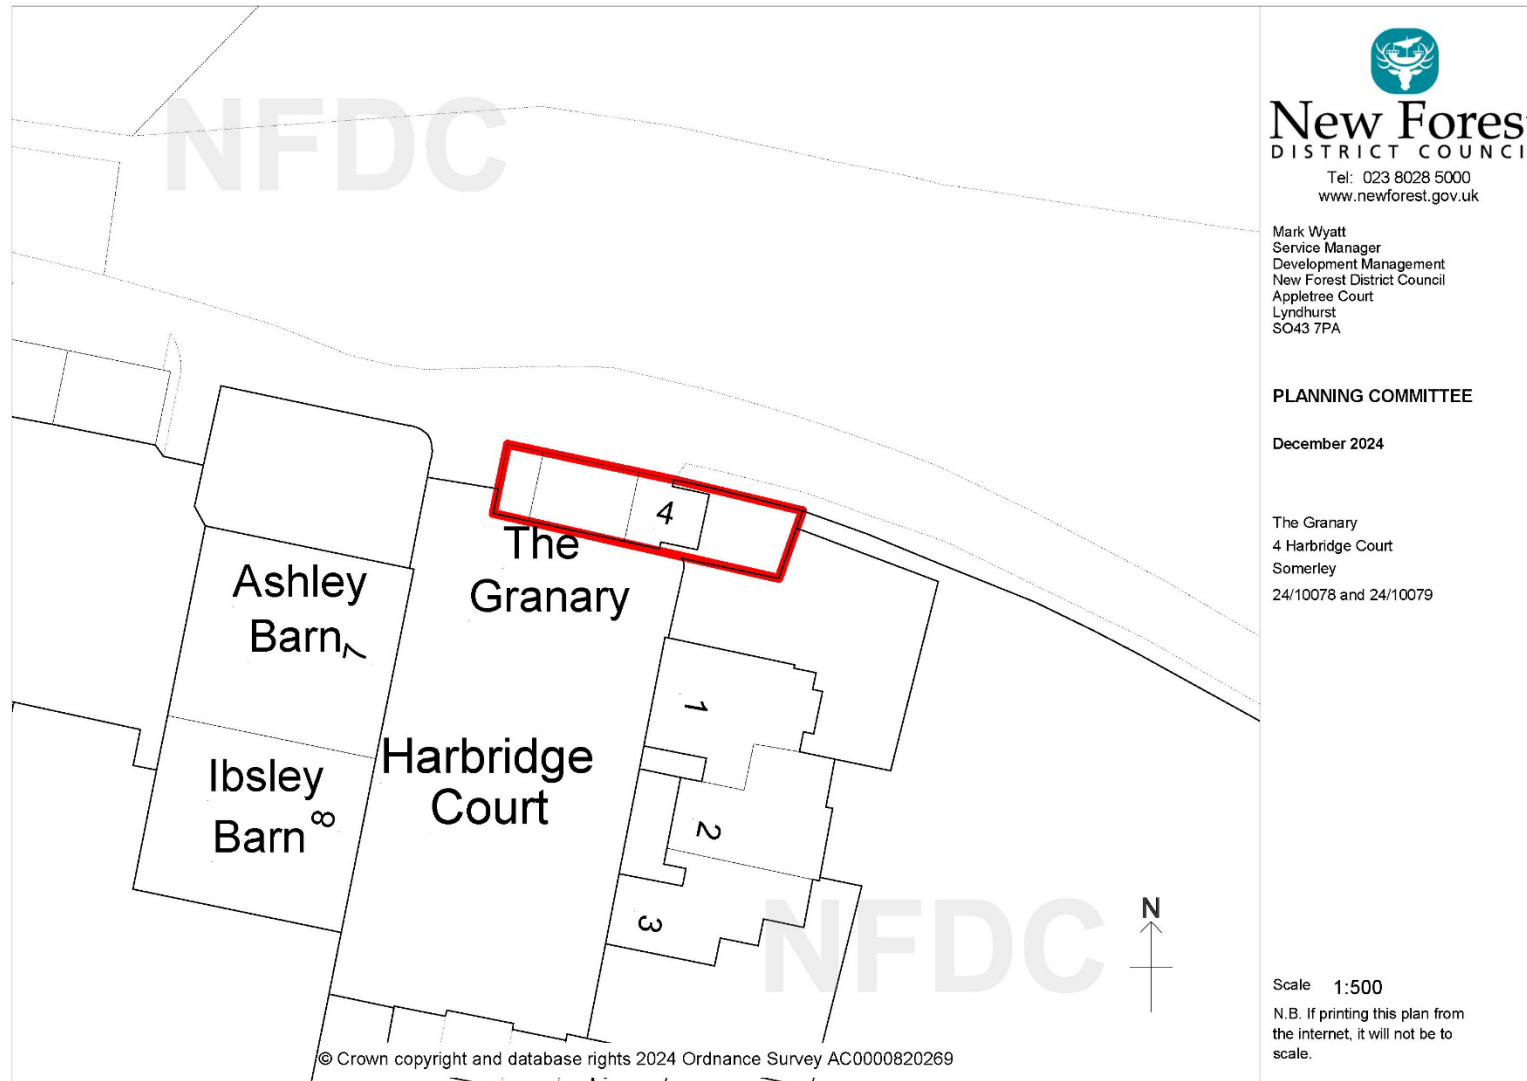 NFDC
4
The
Granary
Ashley
Barn
7
1
Harbridge
Court
Ibsley
Barn
8
2
3
NFDC
N
© Crown copyright and database rights 2024 Ordnance Survey AC0000820269
New Fores
DISTRICT COUNCI
Tel: 023 8028 5000
www.newforest.gov.uk
Mark Wyatt
Service Manager
Development Management
New Forest District Council
Appletree Court
Lyndhurst
SO43 7PA
PLANNING COMMITTEE
December 2024
The Granary
4 Harbridge Court
Somerley
24/10078 and 24/10079
Scale 1:500
N.B. If printing this plan from
the internet, it will not be to
scale.